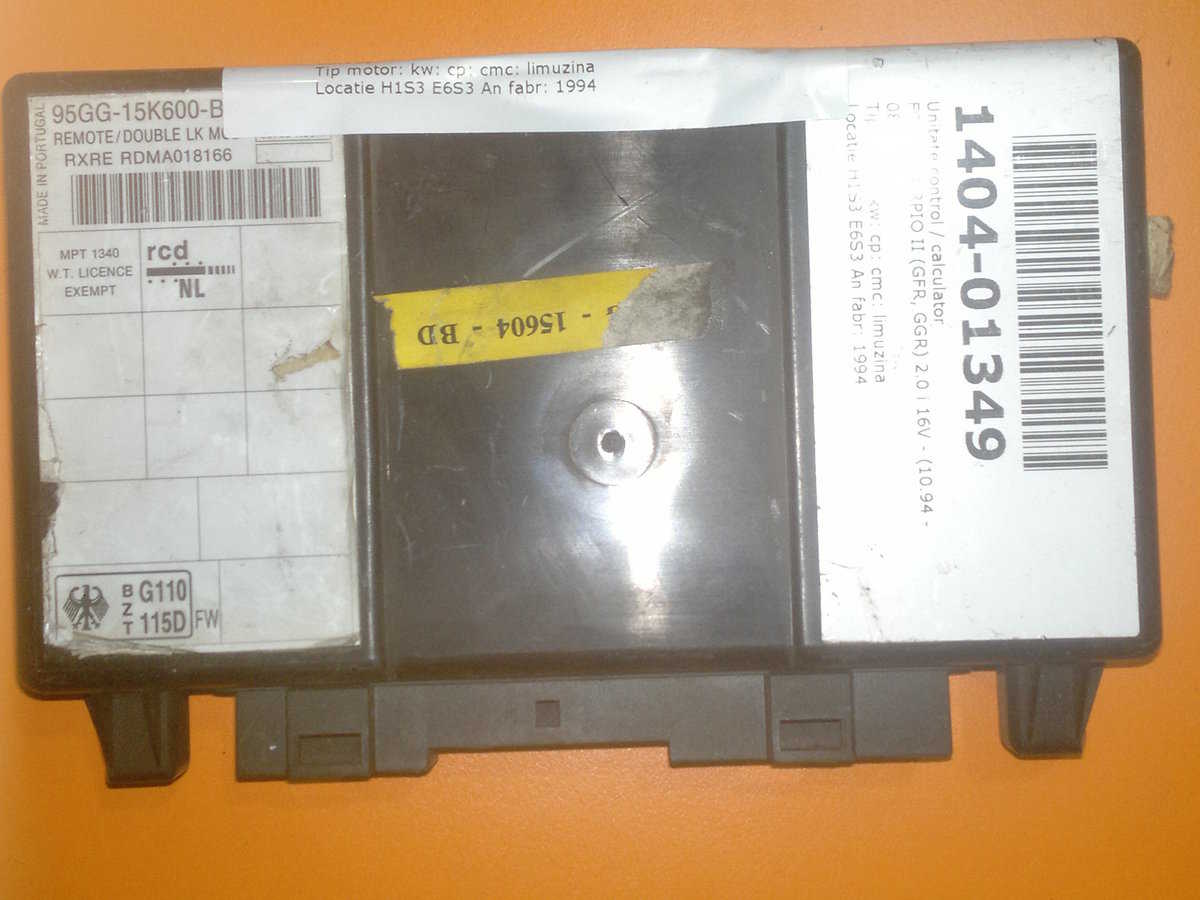 Tip motor: kw: cp: cmc: limuzina
Locatie H1S3 E6S3 An fabr: 1994
MADE IN PORTUGAL
95GG-15K600-B
REMOTE/DOUBLE LK
RXRE RDMA018166
MPT 1340
W.T. LICENCE
EXEMPT
rcd
NL
BZT G110
115D
FW
- 15604 - BD
1404-01349
Unitate control / calculator
II (GFR, GGR) 2.0 i 16V - (10.94 -
kw: cp: cmc: limuzina
Locatie H1S3 E6S3 An fabr: 1994